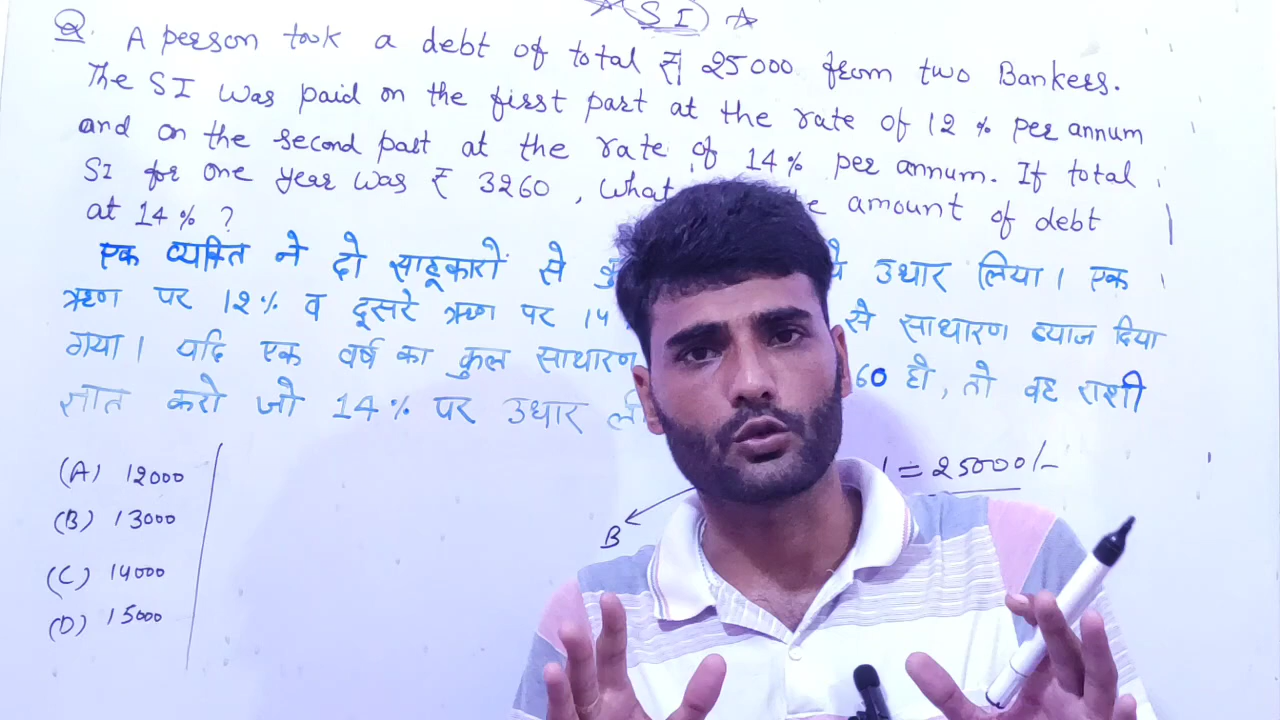 ☆ (SI) ☆
Q. A person took a debt of total ₹ 25000 from two Bankers.
The SI was paid on the first part at the rate of 12 % per annum
and on the second part at the rate of 14% per annum. If total
SI for one year was ₹ 3260, What amount of debt
at 14% ?
एक व्यक्ति ने दो साहूकारों से उधार लिया। एक
ऋण पर 12% व दूसरे ऋण पर 14 से साधारण ब्याज दिया
गया। यदि एक वर्ष का कुल साधारण 60 हो, तो वह राशी
ज्ञात करो जो 14% पर उधार ली
(A) 12000
(B) 13000
(C) 14000
(D) 15000
= 25000/-
B